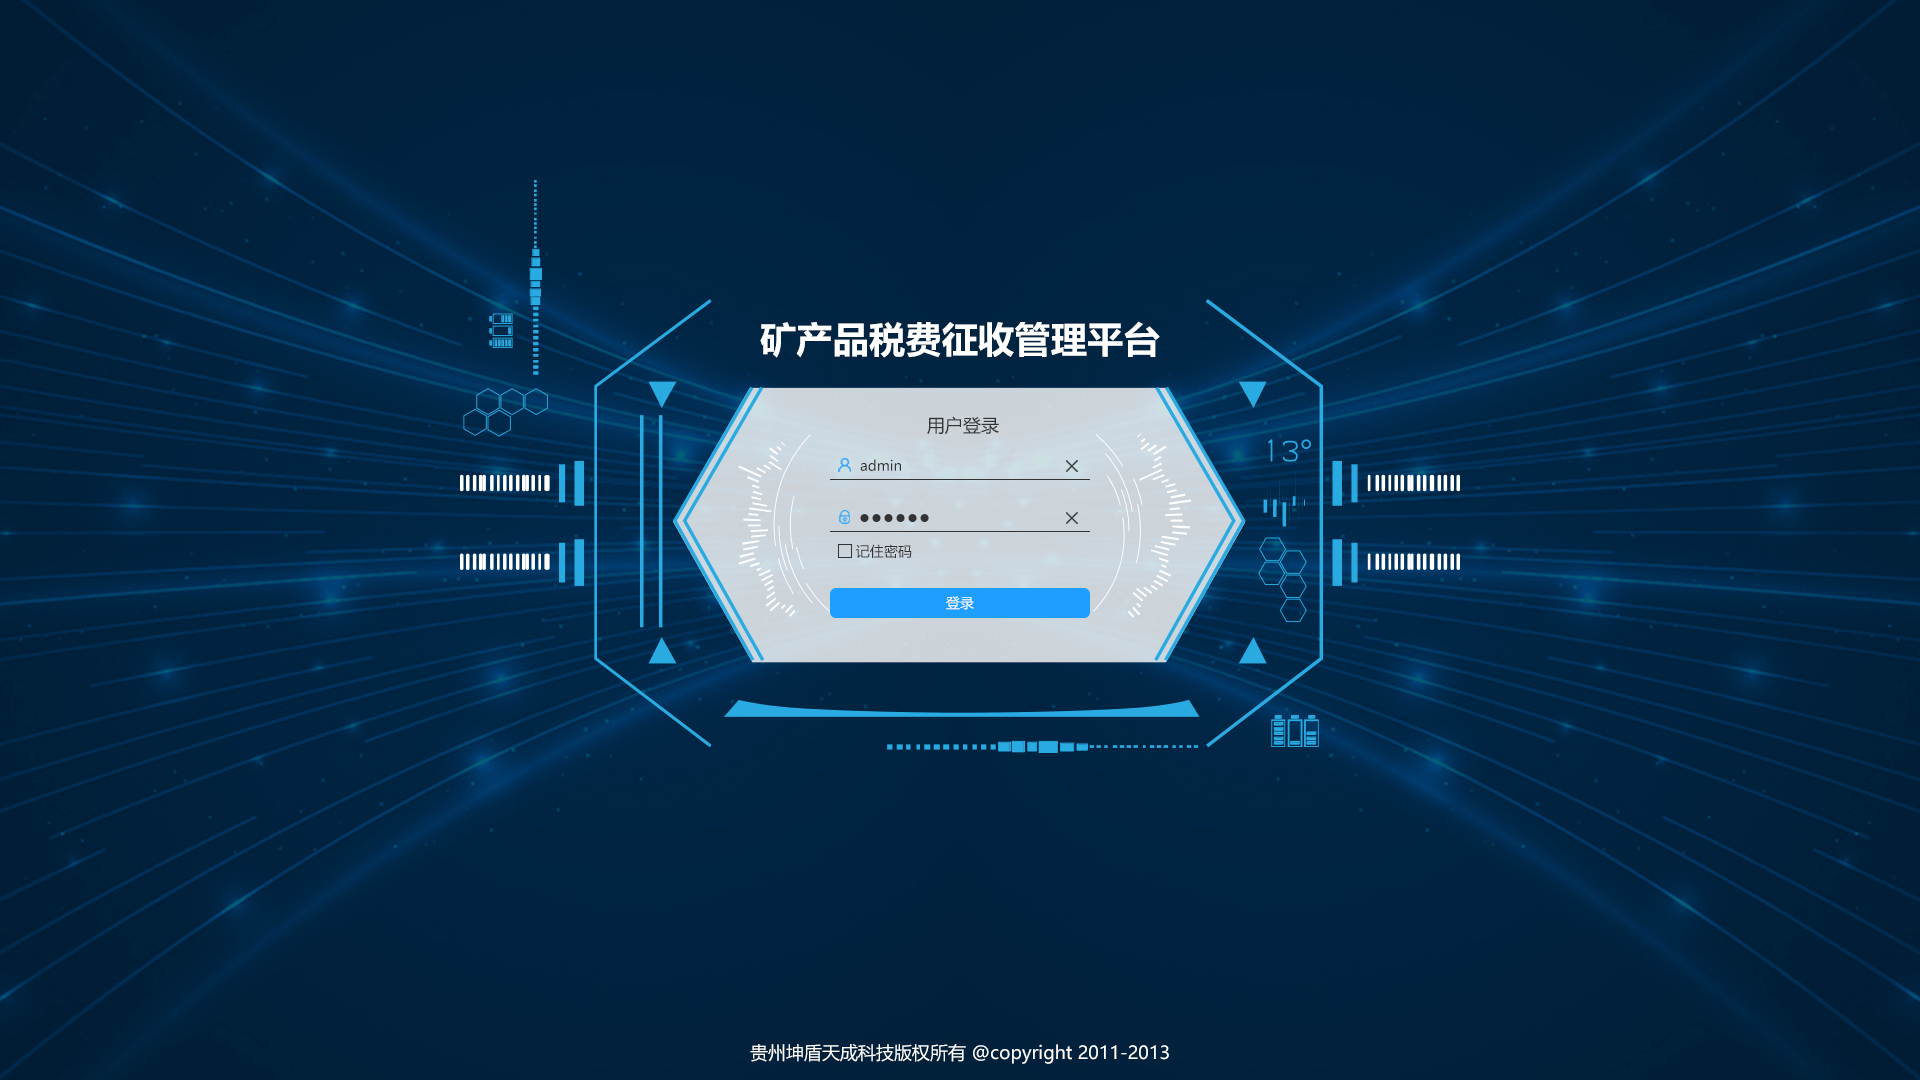 矿产品税费征收管理平台
用户登录
admin
13°
记住密码
登录
贵州坤盾天成科技版权所有 @copyright 2011-2013